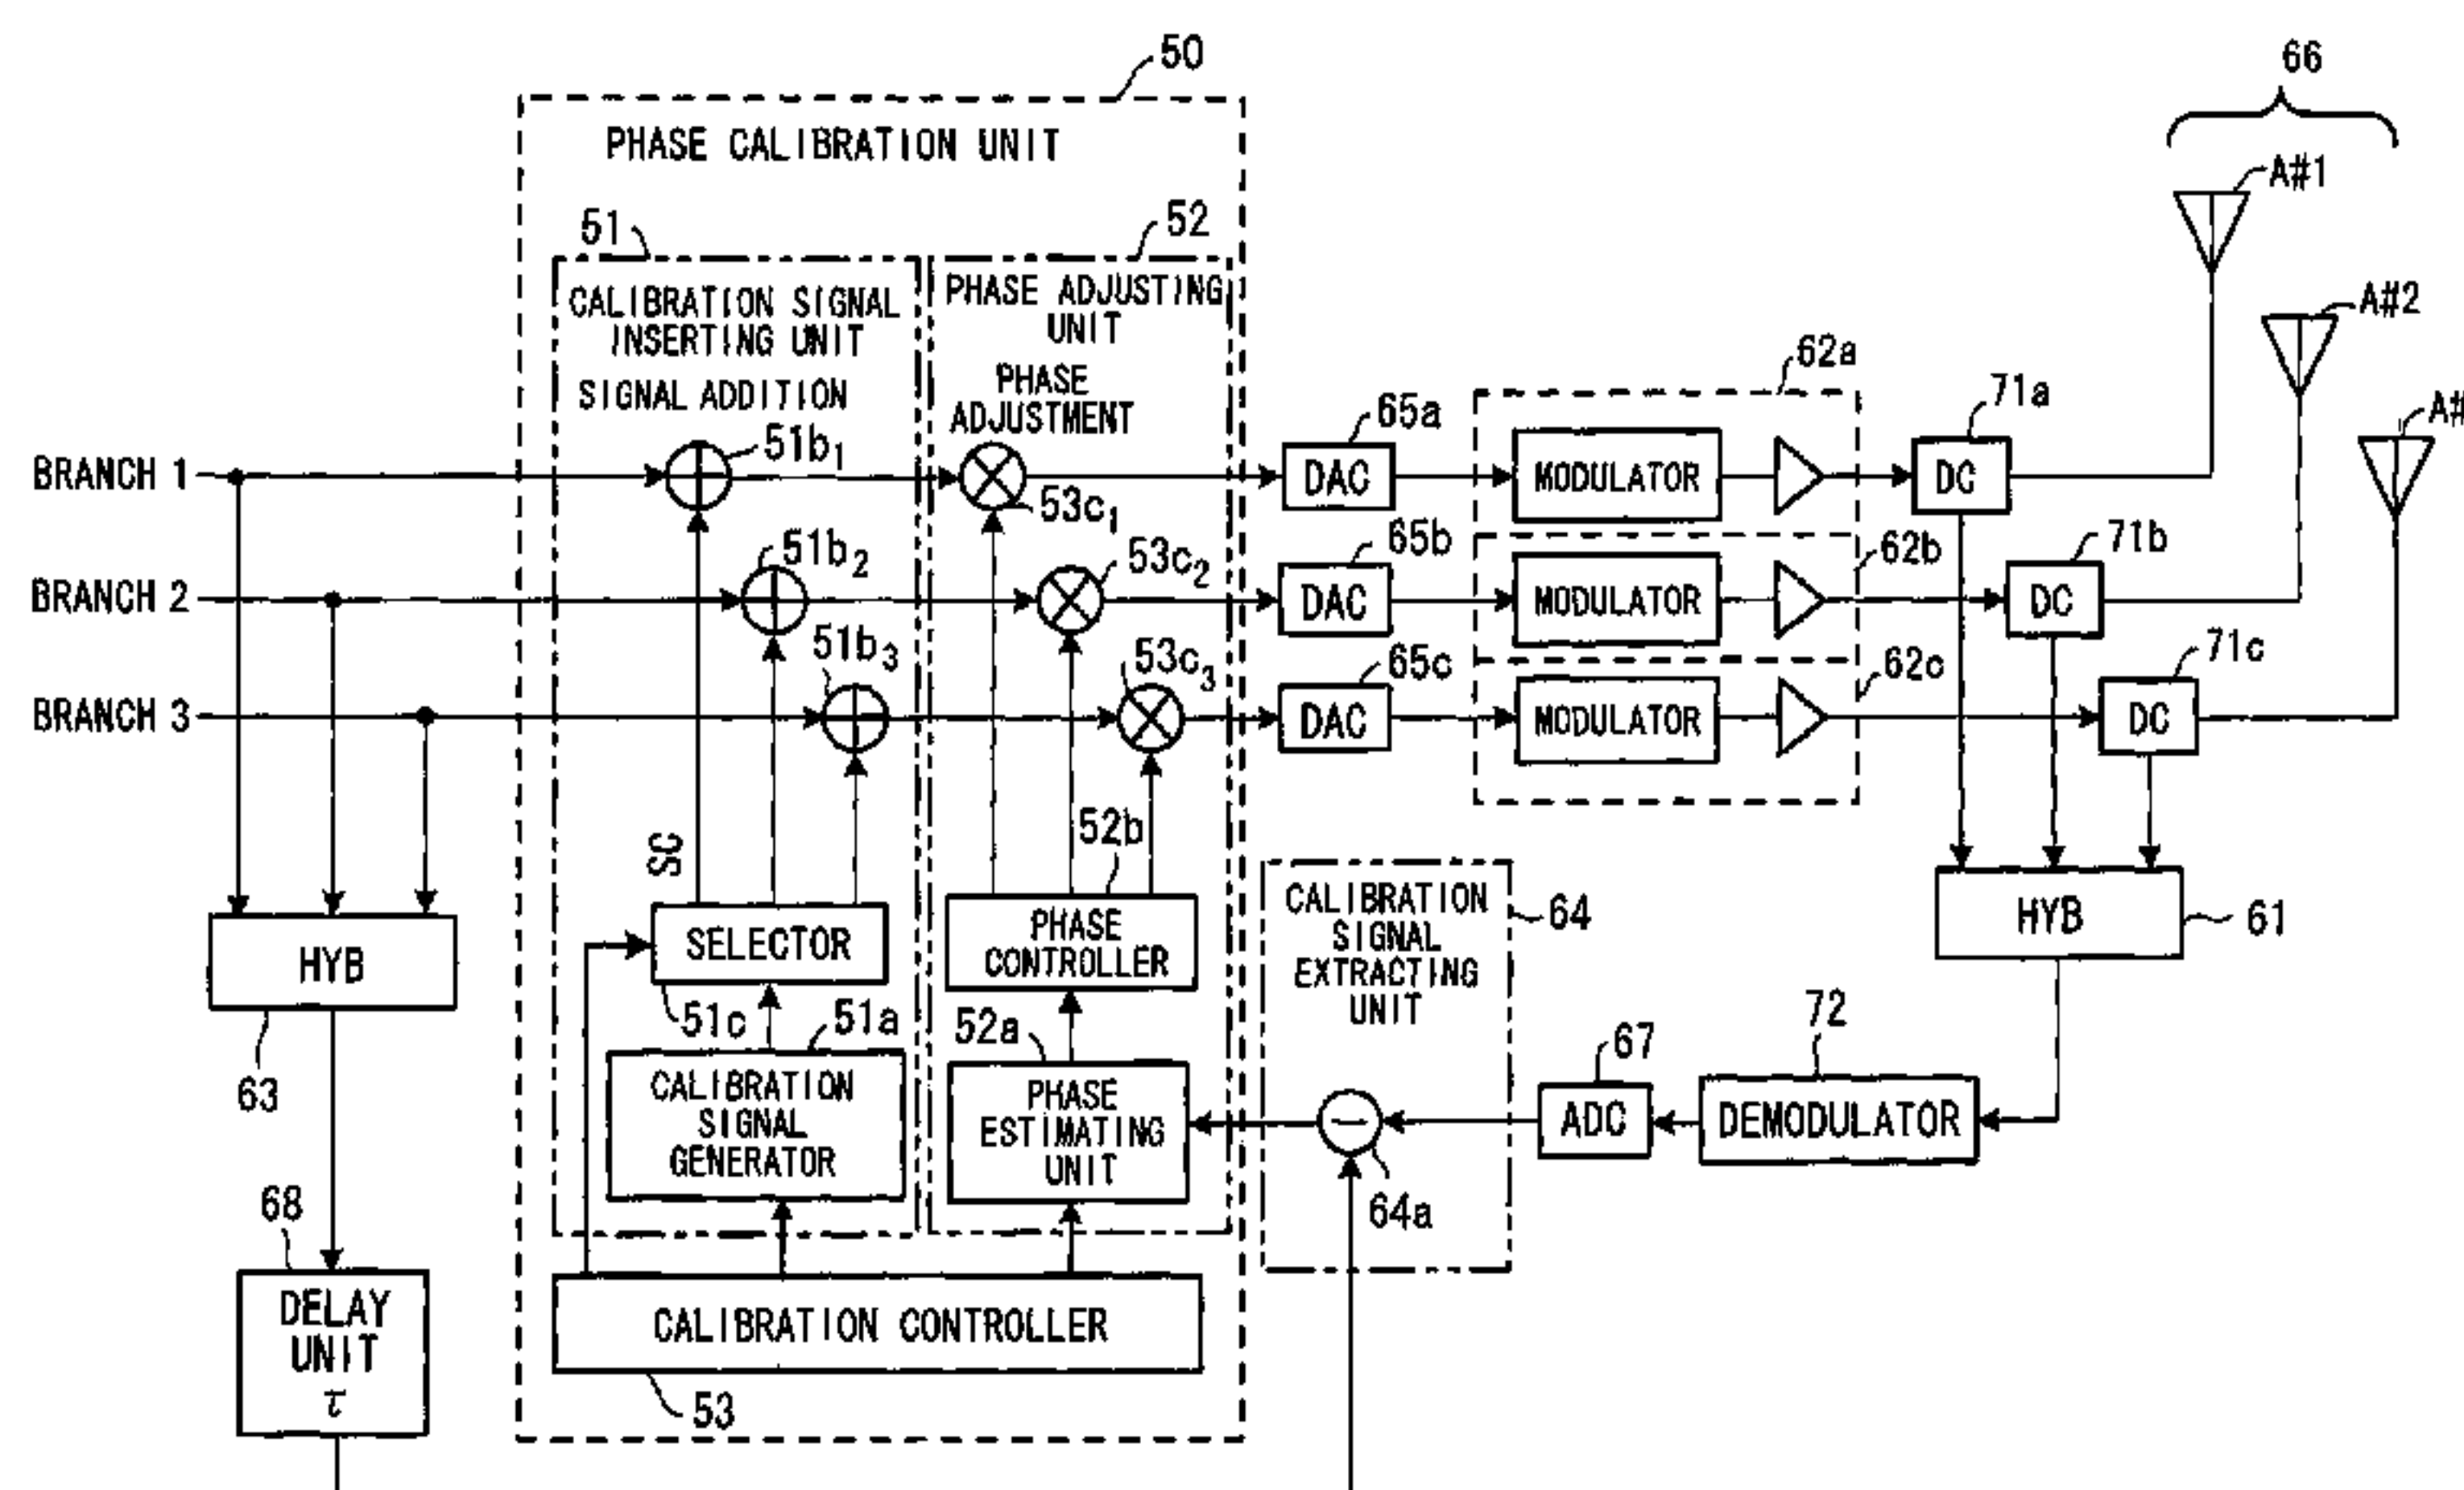 50
66
PHASE CALIBRATION UNIT
A#1
51
52
CALIBRATION SIGNAL
INSERTING UNIT
PHASE ADJUSTING
UNIT
A#2
SIGNAL ADDITION
PHASE
ADJUSTMENT
62a
71a
A#
65a
51b1
BRANCH 1
DAC
MODULATOR
DC
53c1
51b2
65b
62b
71b
53c2
BRANCH 2
DAC
MODULATOR
DC
51b3
53c3
65c
62c
71c
BRANCH 3
DAC
MODULATOR
DC
52b
SC
CALIBRATION
SIGNAL
EXTRACTING
UNIT
64
HYB
61
PHASE
CONTROLLER
SELECTOR
HYB
51c
51a
52a
67
72
63
CALIBRATION
SIGNAL
GENERATOR
PHASE
ESTIMATING
UNIT
ADC
DEMODULATOR
64a
68
DELAY
UNIT
τ
CALIBRATION CONTROLLER
53